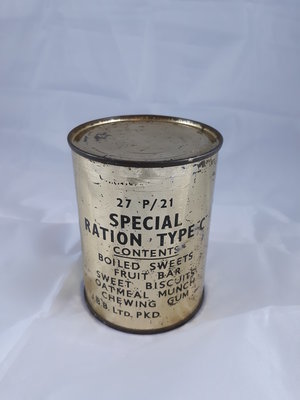 27 P/21
SPECIAL
RATION TYPE C
CONTENTS
BOILED SWEETS
FRUIT BAR
SWEET BISCUITS
OATMEAL MUNCH
CHEWING GUM
J.B.B. LTD. PKD.